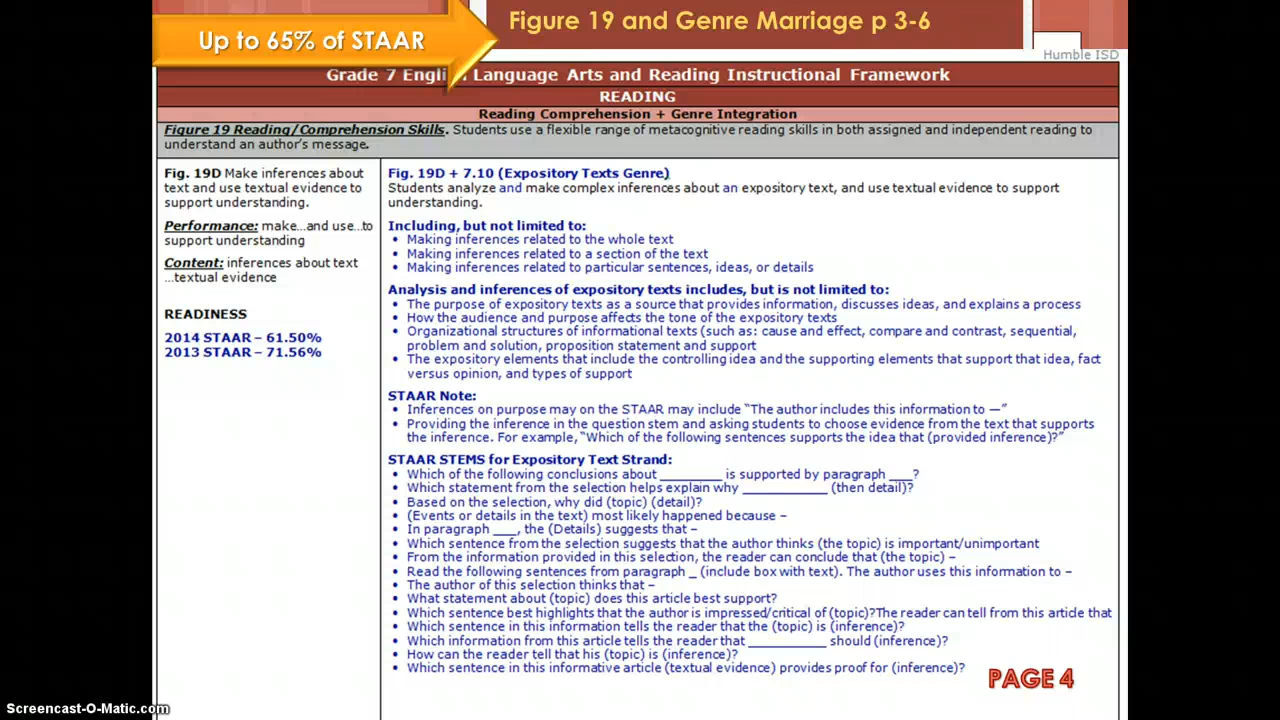 Figure 19 and Genre Marriage p 3-6
Up to 65% of STAAR
Humble ISD
Grade 7 Engli Language Arts and Reading Instructional Framework
READING
Reading Comprehension + Genre Integration
Figure 19 Reading/Comprehension Skills. Students use a flexible range of metacognitive reading skills in both assigned and independent reading to
understand an author's message.
Fig. 19D Make inferences about
text and use textual evidence to
support understanding.
Performance: make...and use...to
support understanding
Content: inferences about text
...textual evidence
READINESS
2014 STAAR – 61.50%
2013 STAAR – 71.56%
Fig. 19D + 7.10 (Expository Texts Genre)
Students analyze and make complex inferences about an expository text, and use textual evidence to support
understanding.
Including, but not limited to:
• Making inferences related to the whole text
• Making inferences related to a section of the text
• Making inferences related to particular sentences, ideas, or details
Analysis and inferences of expository texts includes, but is not limited to:
• The purpose of expository texts as a source that provides information, discusses ideas, and explains a process
• How the audience and purpose affects the tone of the expository texts
• Organizational structures of informational texts (such as: cause and effect, compare and contrast, sequential,
problem and solution, proposition statement and support
• The expository elements that include the controlling idea and the supporting elements that support that idea, fact
versus opinion, and types of support
STAAR Note:
• Inferences on purpose may on the STAAR may include "The author includes this information to —"
• Providing the inference in the question stem and asking students to choose evidence from the text that supports
the inference. For example, "Which of the following sentences supports the idea that (provided inference)?"
STAAR STEMS for Expository Text Strand:
• Which of the following conclusions about ________ is supported by paragraph ___?
• Which statement from the selection helps explain why ___________ (then detail)?
• Based on the selection, why did (topic) (detail)?
• (Events or details in the text) most likely happened because –
• In paragraph ___, the (Details) suggests that –
• Which sentence from the selection suggests that the author thinks (the topic) is important/unimportant
• From the information provided in this selection, the reader can conclude that (the topic) –
• Read the following sentences from paragraph _ (include box with text). The author uses this information to –
• The author of this selection thinks that –
• What statement about (topic) does this article best support?
• Which sentence best highlights that the author is impressed/critical of (topic)?The reader can tell from this article that
• Which sentence in this information tells the reader that the (topic) is (inference)?
• Which information from this article tells the reader that __________ should (inference)?
• How can the reader tell that his (topic) is (inference)?
• Which sentence in this informative article (textual evidence) provides proof for (inference)?
PAGE 4
Screencast-O-Matic.com